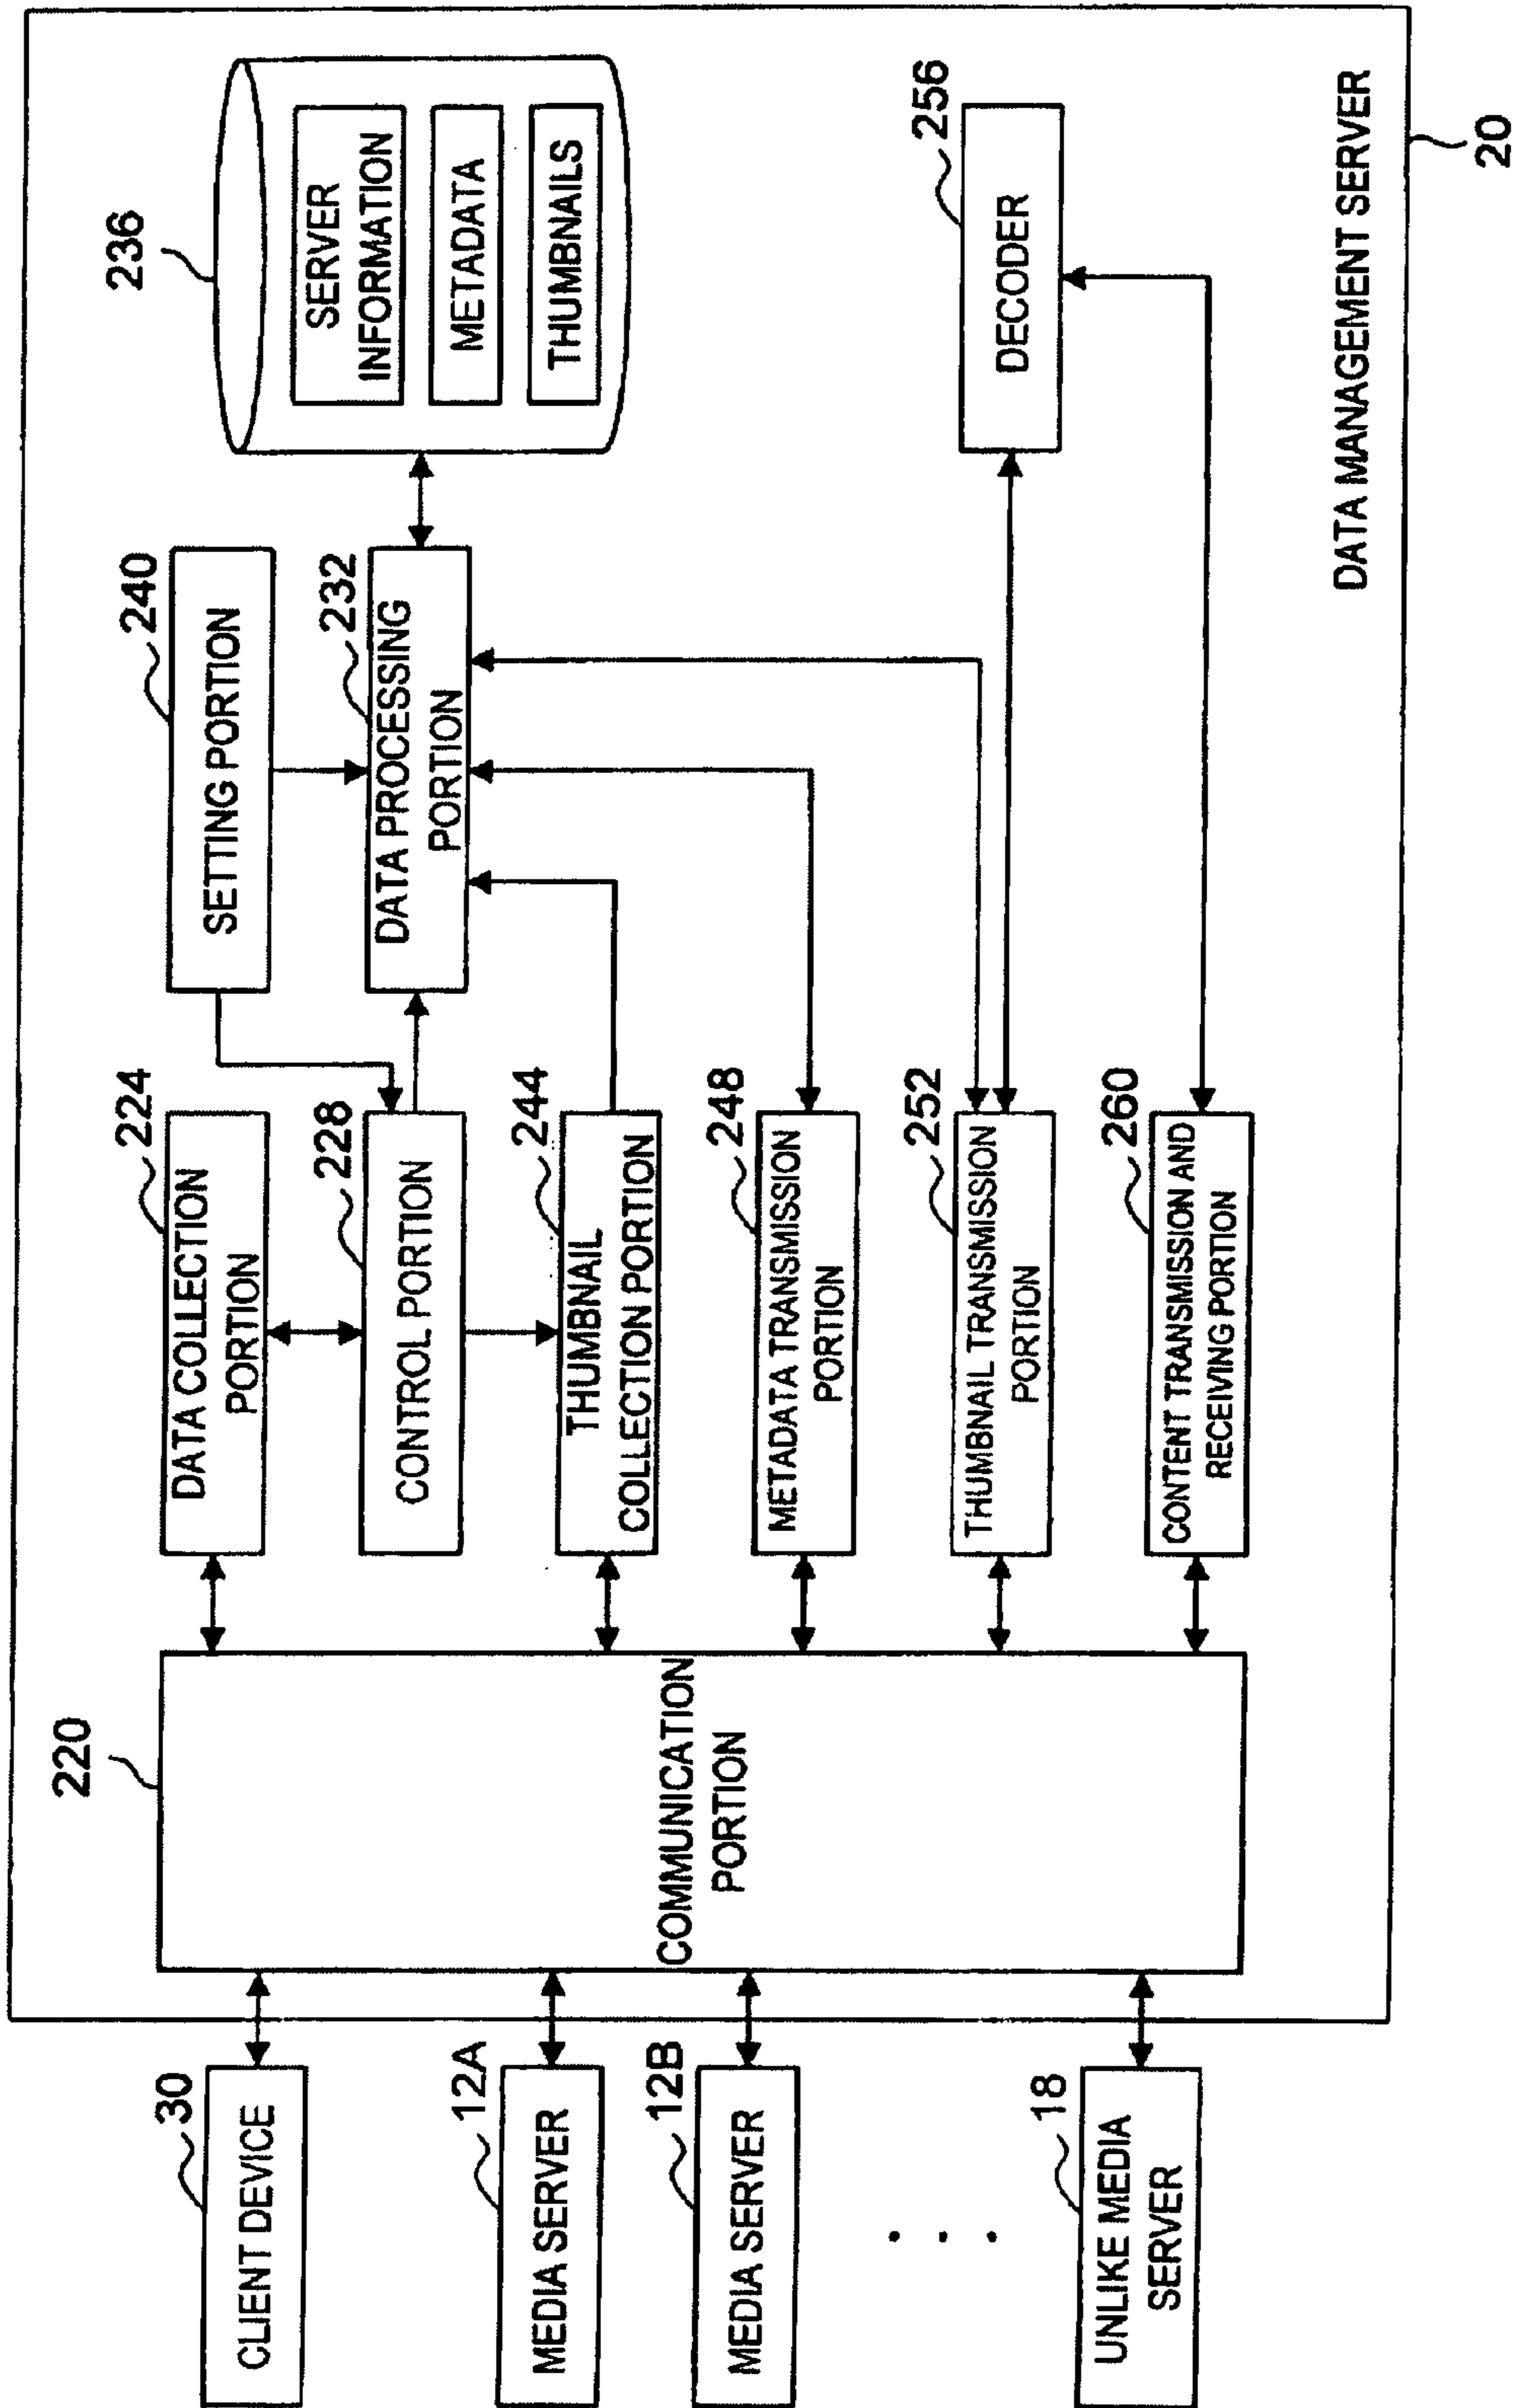 30
CLIENT DEVICE
12A
MEDIA SERVER
12B
MEDIA SERVER
18
UNLIKE MEDIA
SERVER
220
COMMUNICATION
PORTION
224
DATA COLLECTION
PORTION
228
CONTROL PORTION
244
THUMBNAIL
COLLECTION PORTION
248
METADATA TRANSMISSION
PORTION
252
THUMBNAIL TRANSMISSION
PORTION
260
CONTENT TRANSMISSION AND
RECEIVING PORTION
240
SETTING PORTION
232
DATA PROCESSING
PORTION
236
SERVER
INFORMATION
METADATA
THUMBNAILS
256
DECODER
DATA MANAGEMENT SERVER
20